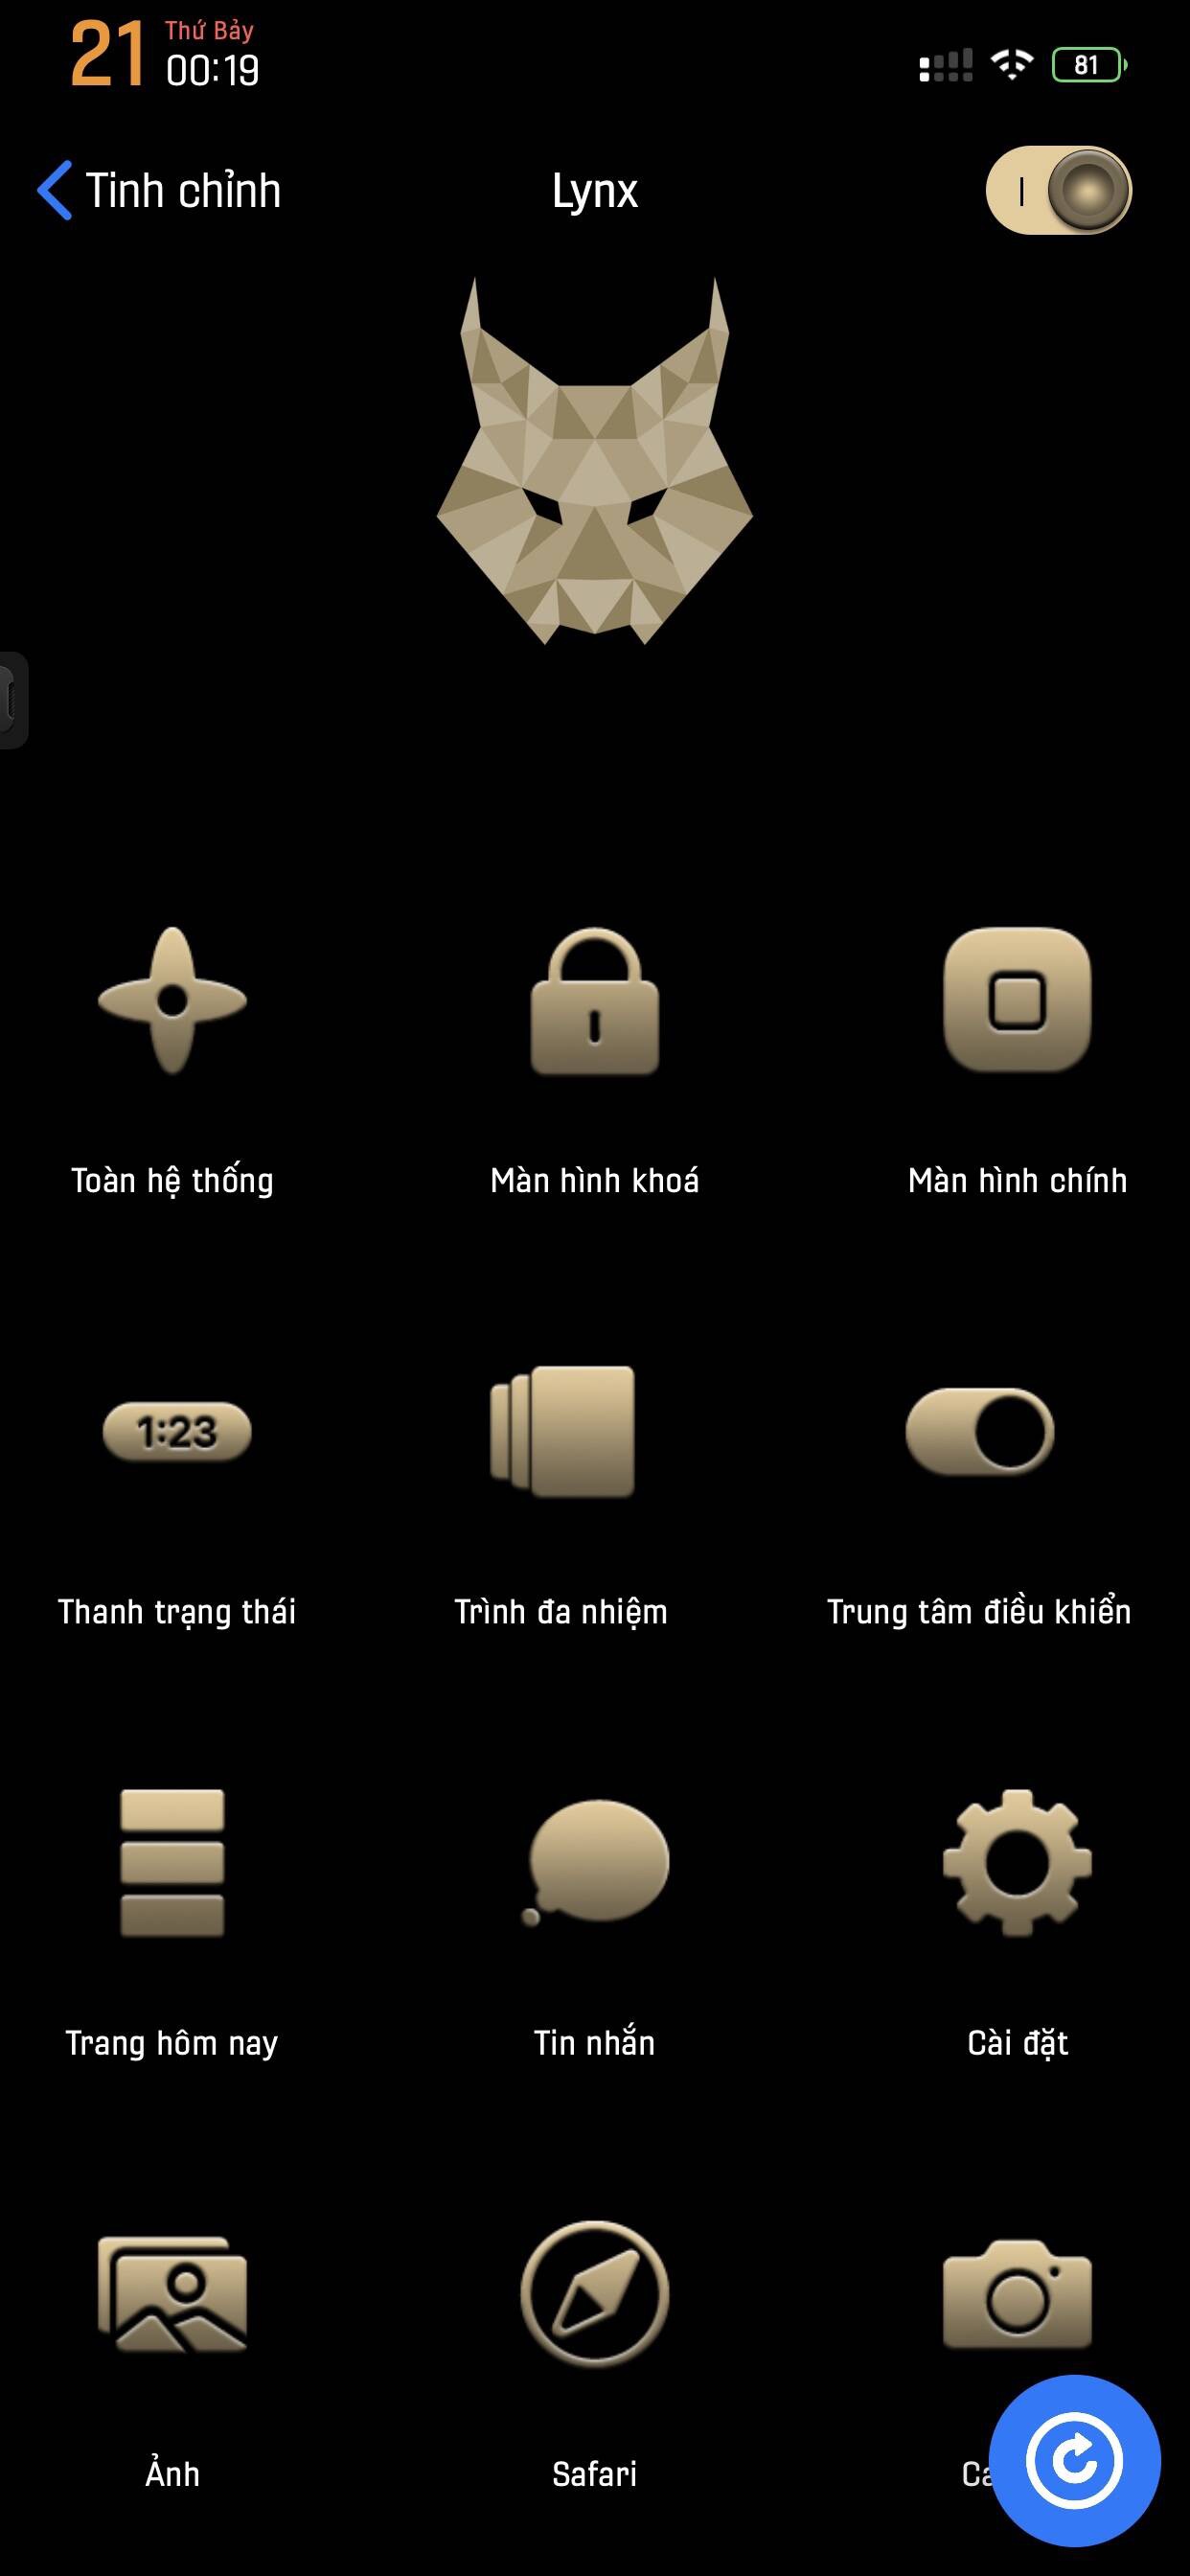 21
Thứ Bảy
00:19
81
Tinh chỉnh
Lynx
Toàn hệ thống
Màn hình khoá
Màn hình chính
1:23
Thanh trạng thái
Trình đa nhiệm
Trung tâm điều khiển
Trang hôm nay
Tin nhắn
Cài đặt
Ảnh
Safari